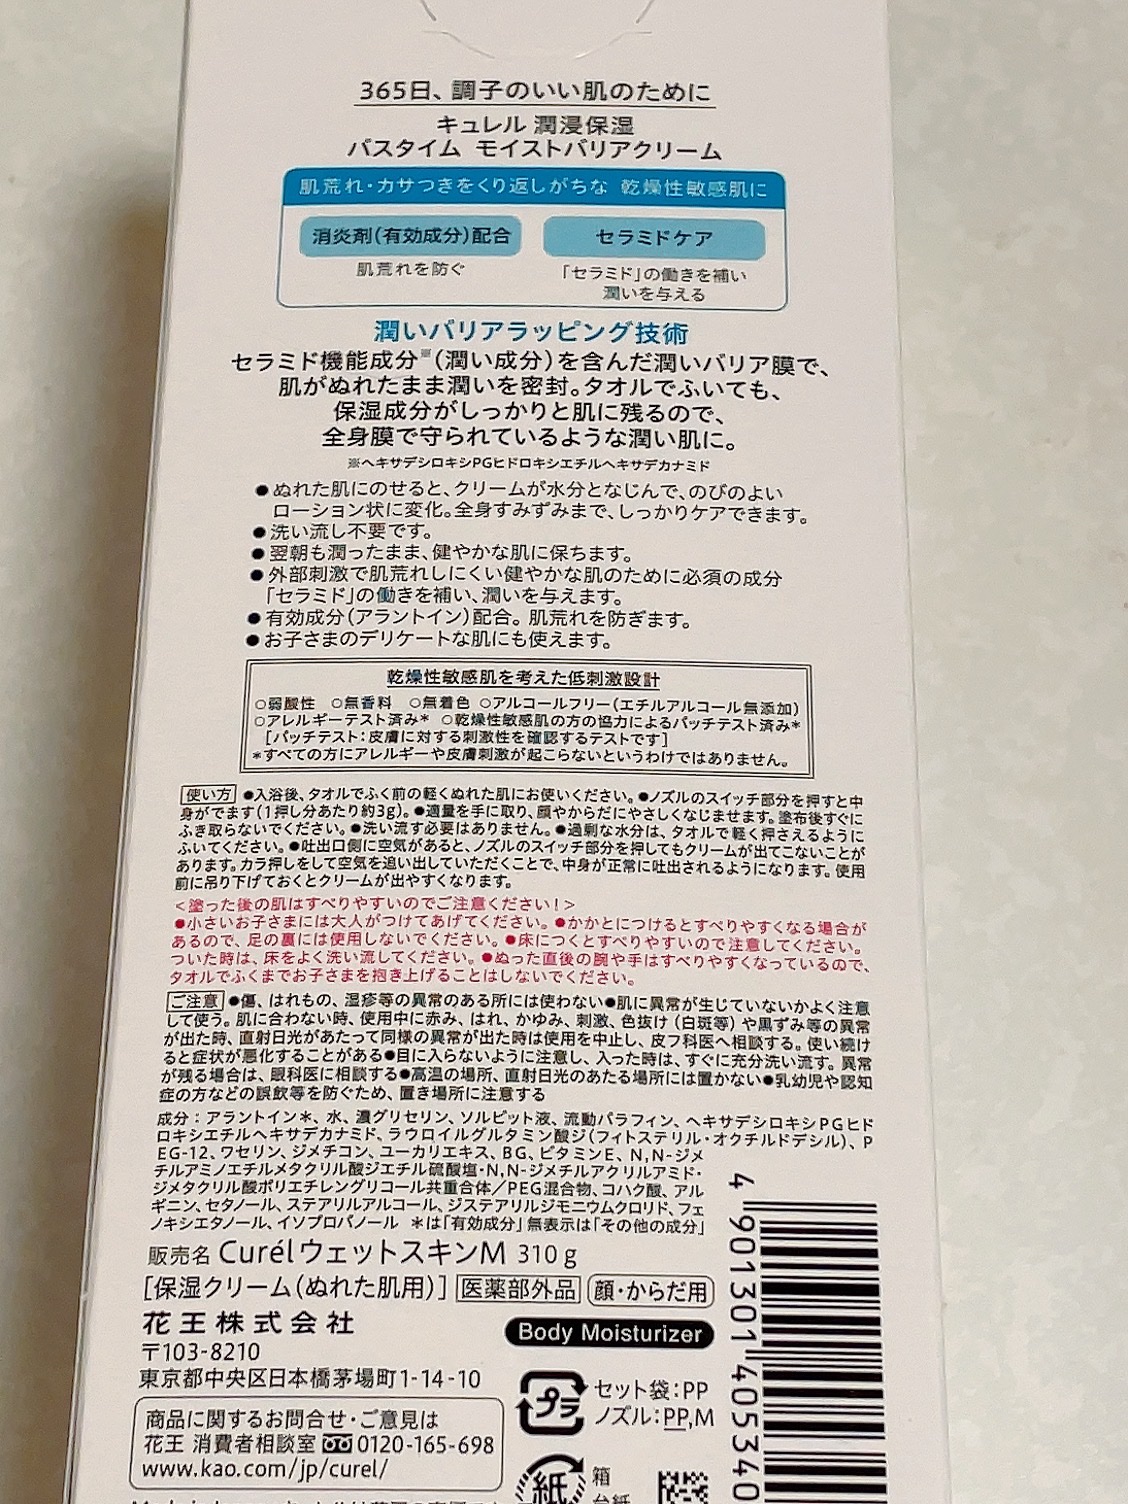 365日、調子のいい肌のために
キュレル 潤浸保湿
バスタイム モイストバリアクリーム
肌荒れ・カサつきをくり返しがちな 乾燥性敏感肌に
消炎剤(有効成分)配合
肌荒れを防ぐ
セラミドケア
「セラミド」の働きを補い
潤いを与える
潤いバリアラッピング技術
セラミド機能成分※(潤い成分)を含んだ潤いバリア膜で、
肌がぬれたまま潤いを密封。タオルでふいても、
保湿成分がしっかりと肌に残るので、
全身膜で守られているような潤い肌に。
※ヘキサデシロキシPGヒドロキシエチルヘキサデカナミド
●ぬれた肌にのせると、クリームが水分となじんで、のびのよい
ローション状に変化。全身すみずみまで、しっかりケアできます。
●洗い流し不要です。
●翌朝も潤ったまま、健やかな肌に保ちます。
●外部刺激で肌荒れしにくい健やかな肌のために必須の成分
「セラミド」の働きを補い、潤いを与えます。
●有効成分(アラントイン)配合。肌荒れを防ぎます。
●お子さまのデリケートな肌にも使えます。
乾燥性敏感肌を考えた低刺激設計
○弱酸性 ○無香料 ○無着色 ○アルコールフリー(エチルアルコール無添加)
○アレルギーテスト済み* ○乾燥性敏感肌の方の協力によるパッチテスト済み*
[パッチテスト:皮膚に対する刺激性を確認するテストです]
*すべての方にアレルギーや皮膚刺激が起こらないというわけではありません。
使い方 ●入浴後、タオルでふく前の軽くぬれた肌にお使いください。●ノズルのスイッチ部分を押すと中
身がでます(1押し分あたり約3g)。●適量を手に取り、顔やからだにやさしくなじませます。塗布後すぐに
ふき取らないでください。●洗い流す必要はありません。●過剰な水分は、タオルで軽く押さえるように
ふいてください。●吐出口側に空気があると、ノズルのスイッチ部分を押してもクリームが出てこないことが
あります。カラ押しをして空気を追い出していただくことで、中身が正常に吐出されるようになります。使用
前に吊り下げておくとクリームが出やすくなります。
<塗った後の肌はすべりやすいのでご注意ください!>
●小さいお子さまには大人がつけてあげてください。●かかとにつけるとすべりやすくなる場合が
あるので、足の裏には使用しないでください。●床につくとすべりやすいので注意してください。
ついた時は、床をよく洗い流してください。●ぬった直後の腕や手はすべりやすくなっているので、
タオルでふくまでお子さまを抱き上げることはしないでください。
ご注意 ●傷、はれもの、湿疹等の異常のある所には使わない●肌に異常が生じていないかよく注意
して使う。肌に合わない時、使用中に赤み、はれ、かゆみ、刺激、色抜け(白斑等)や黒ずみ等の異常
が出た時、直射日光があたって同様の異常が出た時は使用を中止し、皮フ科医へ相談する。使い続け
ると症状が悪化することがある●目に入らないように注意し、入った時は、すぐに充分洗い流す。異常
が残る場合は、眼科医に相談する●高温の場所、直射日光のあたる場所には置かない●乳幼児や認知
症の方などの誤飲等を防ぐため、置き場所に注意する
成分:アラントイン*、水、濃グリセリン、ソルビット液、流動パラフィン、ヘキサデシロキシPGヒド
ロキシエチルヘキサデカナミド、ラウロイルグルタミン酸ジ(フィトステリル・オクチルドデシル)、P
EG-12、ワセリン、ジメチコン、ユーカリエキス、BG、ビタミンE、N,N-ジメ
チルアミノエチルメタクリル酸ジエチル硫酸塩・N,N-ジメチルアクリルアミド・
ジメタクリル酸ポリエチレングリコール共重合体/PEG混合物、コハク酸、アル
ギニン、セタノール、ステアリルアルコール、ジステアリルジモニウムクロリド、フェ
ノキシエタノール、イソプロパノール *は「有効成分」無表示は「その他の成分」
販売名 Curélウェットスキン M 310g
[保湿クリーム(ぬれた肌用)] 医薬部外品 顔・からだ用
花王株式会社
Body Moisturizer
〒103-8210
東京都中央区日本橋茅場町1-14-10
商品に関するお問合せ・ご意見は
花王 消費者相談室 0120-165-698
www.kao.com/jp/curel/
プラ
セット袋:PP
ノズル:PP,M
紙
箱
台紙
4 901301 405340